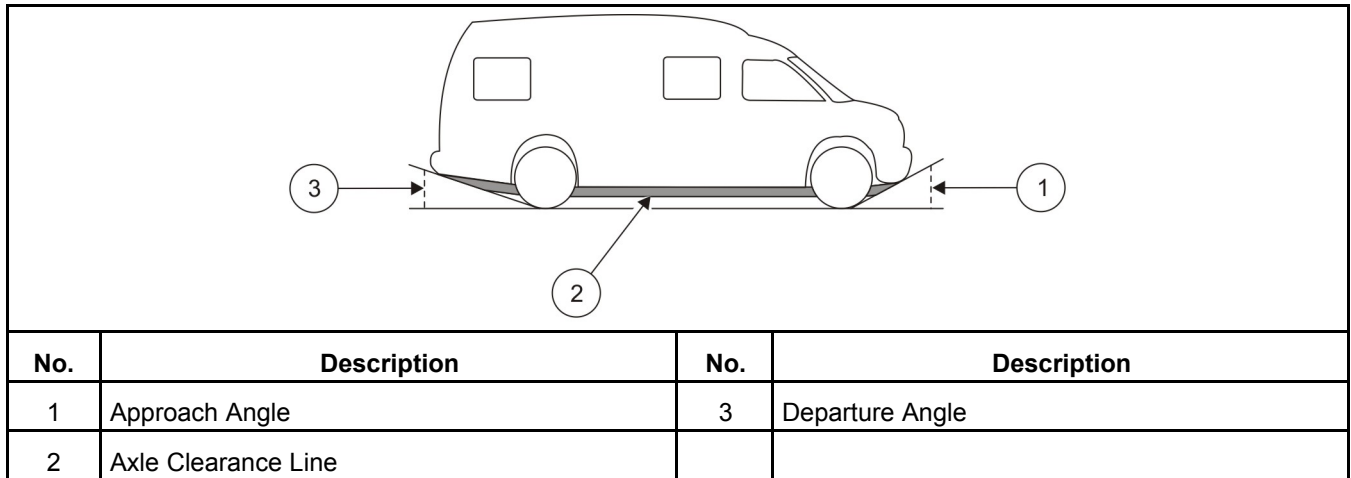 3
1
2
No. Description No. Description
1 Approach Angle 3 Departure Angle
2 Axle Clearance Line